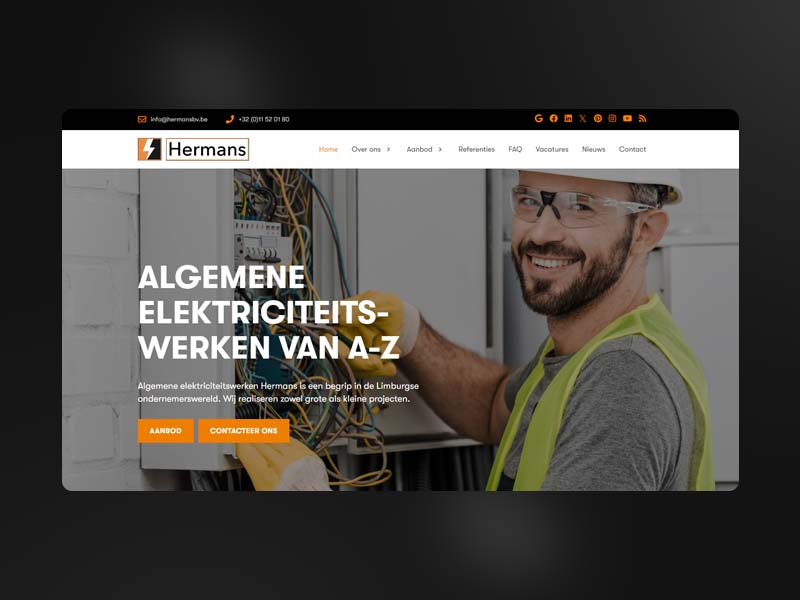 info@hermansbv.be +32 (0)11 52 01 80
Hermans
Home Over ons Aanbod Referenties FAQ Vacatures Nieuws Contact
ALGEMENE
ELEKTRICITEITS-
WERKEN VAN A-Z
Algemene elektriciteitswerken Hermans is een begrip in de Limburgse
ondernemerswereld. Wij realiseren zowel grote als kleine projecten.
AANBOD CONTACTEER ONS